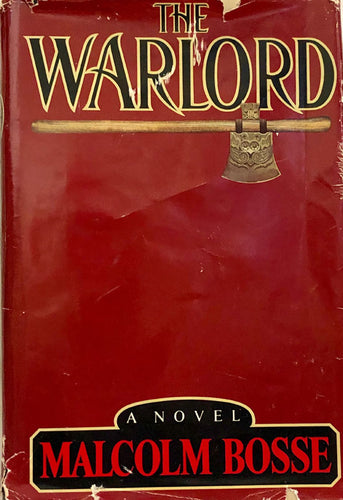 THE
WARLORD
A NOVEL
MALCOLM BOSSE